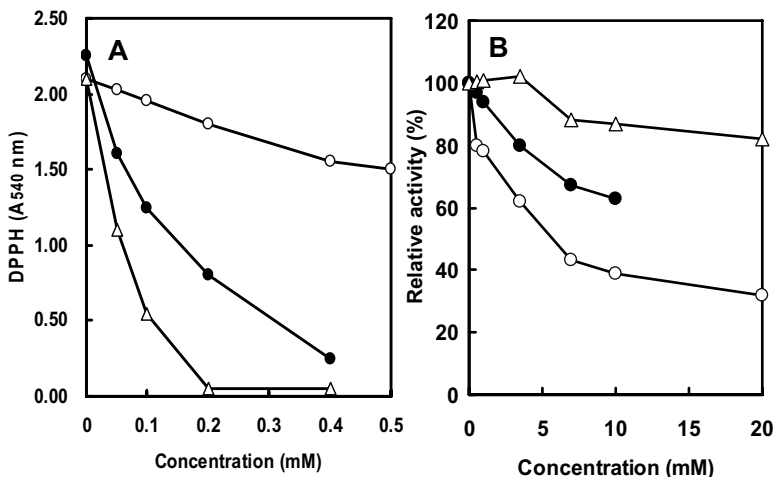 A
DPPH (A540 nm)
2.50
2.00
1.50
1.00
0.50
0.00
0 0.1 0.2 0.3 0.4 0.5
Concentration (mM)
B
Relative activity (%)
120
100
80
60
40
20
0
0 5 10 15 20
Concentration (mM)